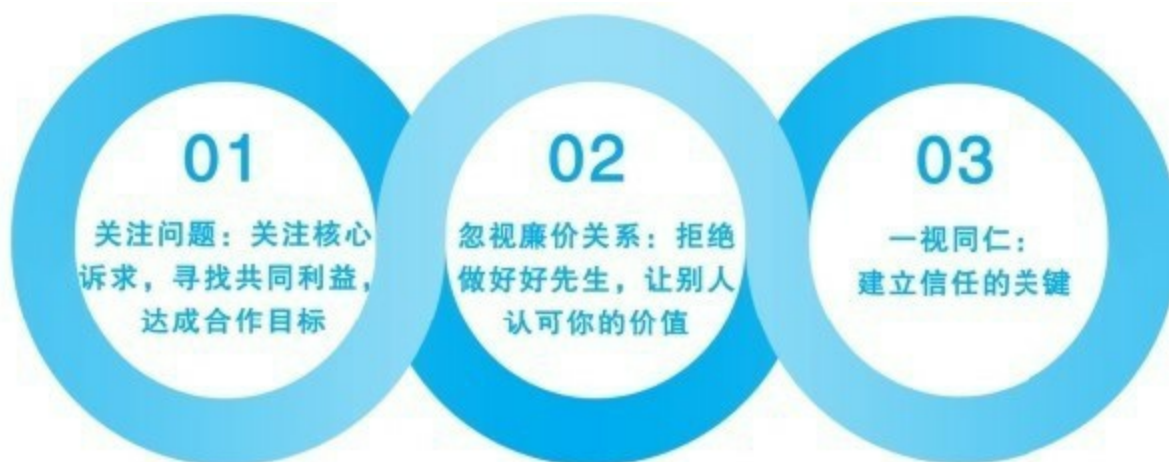 01
关注问题：关注核心
诉求，寻找共同利益，
达成合作目标
02
忽视廉价关系：拒绝
做好好先生，让别人
认可你的价值
03
一视同仁：
建立信任的关键